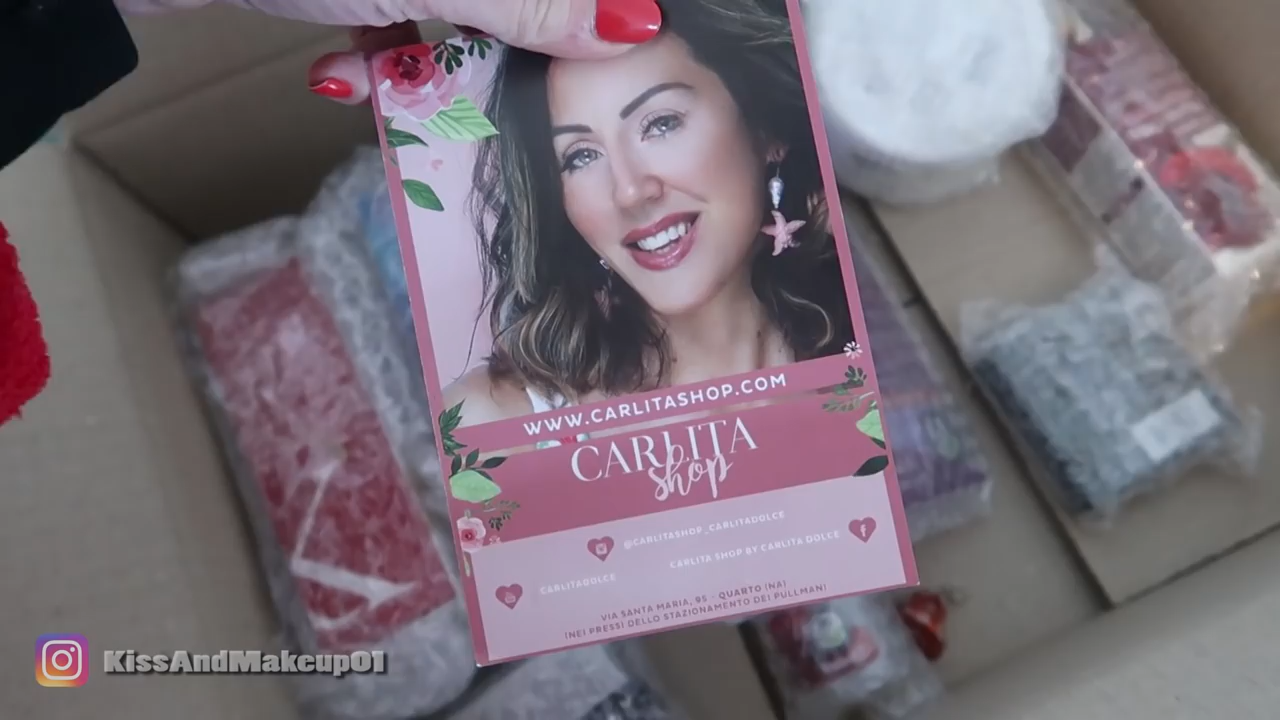 WWW.CARLITASHOP.COM
CARLITA
shop
@CARLITASHOP_CARLITADOLCE
CARLITA SHOP BY CARLITA DOLCE
CARLITADOLCE
VIA SANTA MARIA, 95 - QUARTO (NA)
(NEI PRESSI DELLO STAZIONAMENTO DEI PULLMAN)
KissAndMakeup01